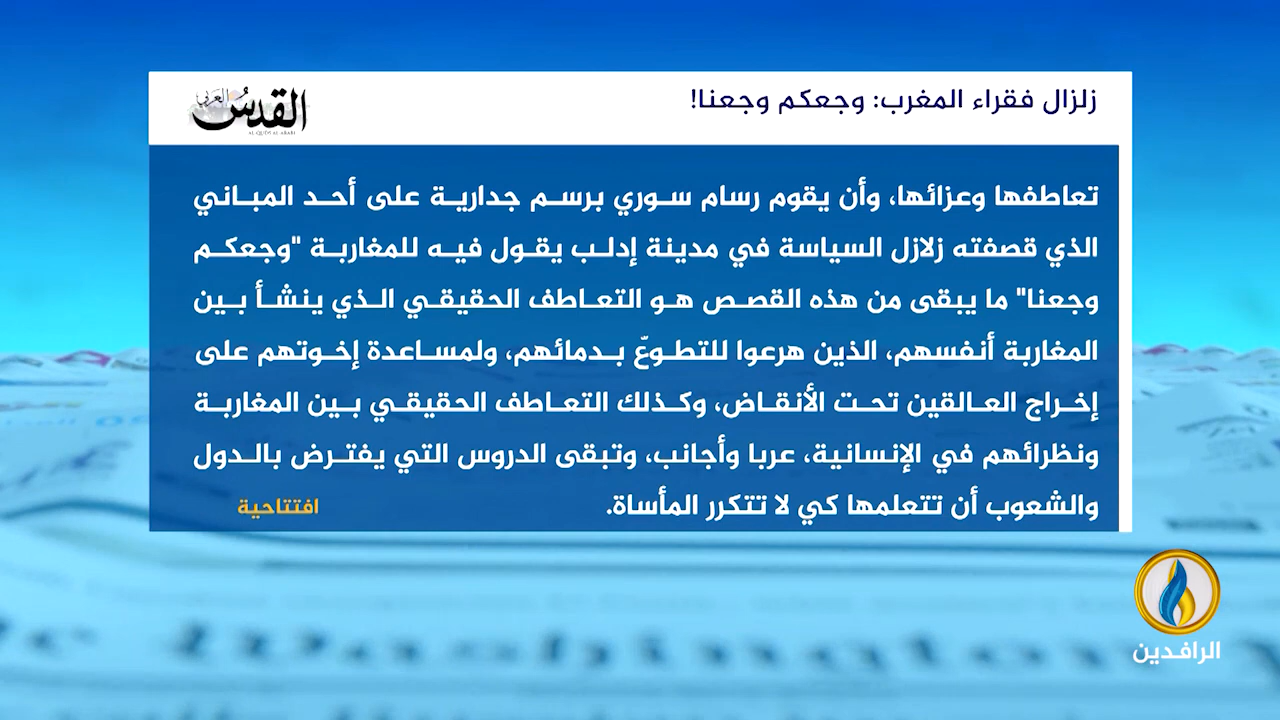 زلزال فقراء المغرب: وجعكم وجعنا!
القدس العربي
AL-QUDS AL-ARABI
تعاطفها وعزائها، وأن يقوم رسام سوري برسم جدارية على أحد المباني
الذي قصفته زلازل السياسة في مدينة إدلب يقول فيه للمغاربة "وجعكم
وجعنا" ما يبقى من هذه القصص هو التعاطف الحقيقي الذي ينشأ بين
المغاربة أنفسهم، الذين هرعوا للتطوعّ بدمائهم، ولمساعدة إخوتهم على
إخراج العالقين تحت الأنقاض، وكذلك التعاطف الحقيقي بين المغاربة
ونظرائهم في الإنسانية، عربا وأجانب، وتبقى الدروس التي يفترض بالدول
والشعوب أن تتعلمها كي لا تتكرر المأساة.
افتتاحية
الرافدين